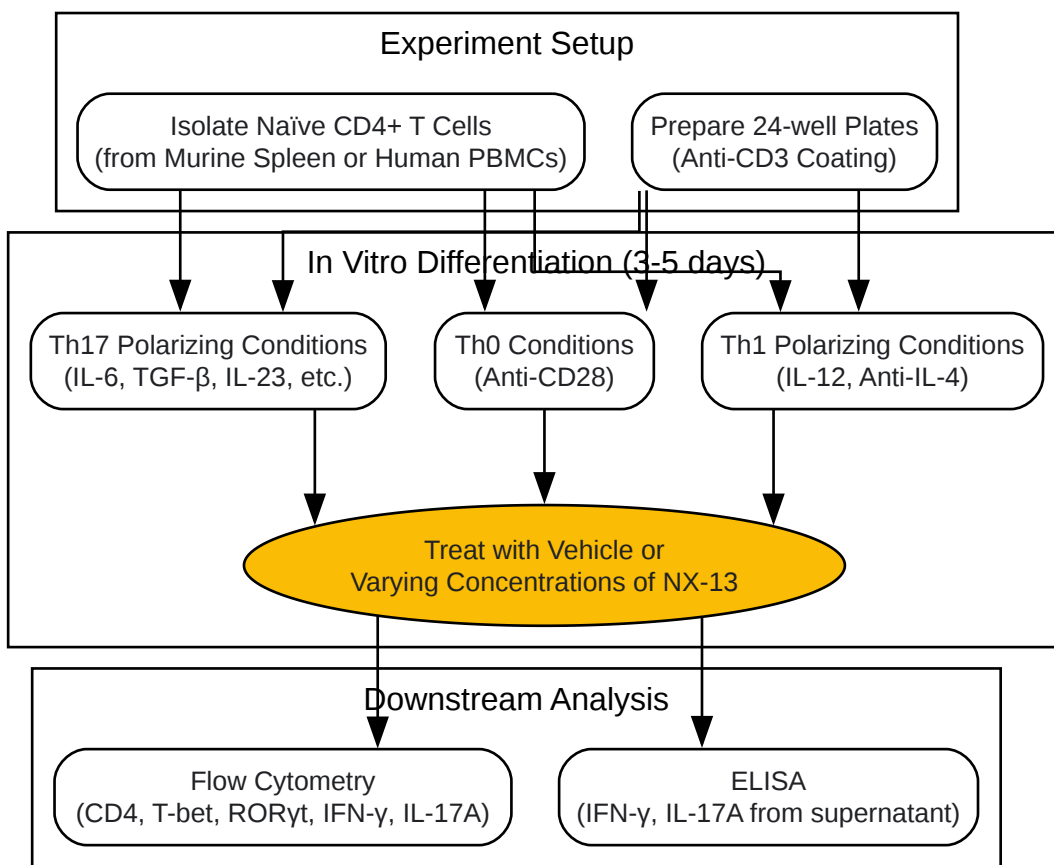 Experiment Setup
Isolate Naïve CD4+ T Cells
(from Murine Spleen or Human PBMCs)
Prepare 24-well Plates
(Anti-CD3 Coating)
In Vitro Differentiation (3-5 days)
Th17 Polarizing Conditions
(IL-6, TGF-β, IL-23, etc.)
Th0 Conditions
(Anti-CD28)
Th1 Polarizing Conditions
(IL-12, Anti-IL-4)
Treat with Vehicle or
Varying Concentrations of NX-13
Downstream Analysis
Flow Cytometry
(CD4, T-bet, RORγt, IFN-γ, IL-17A)
ELISA
(IFN-γ, IL-17A from supernatant)